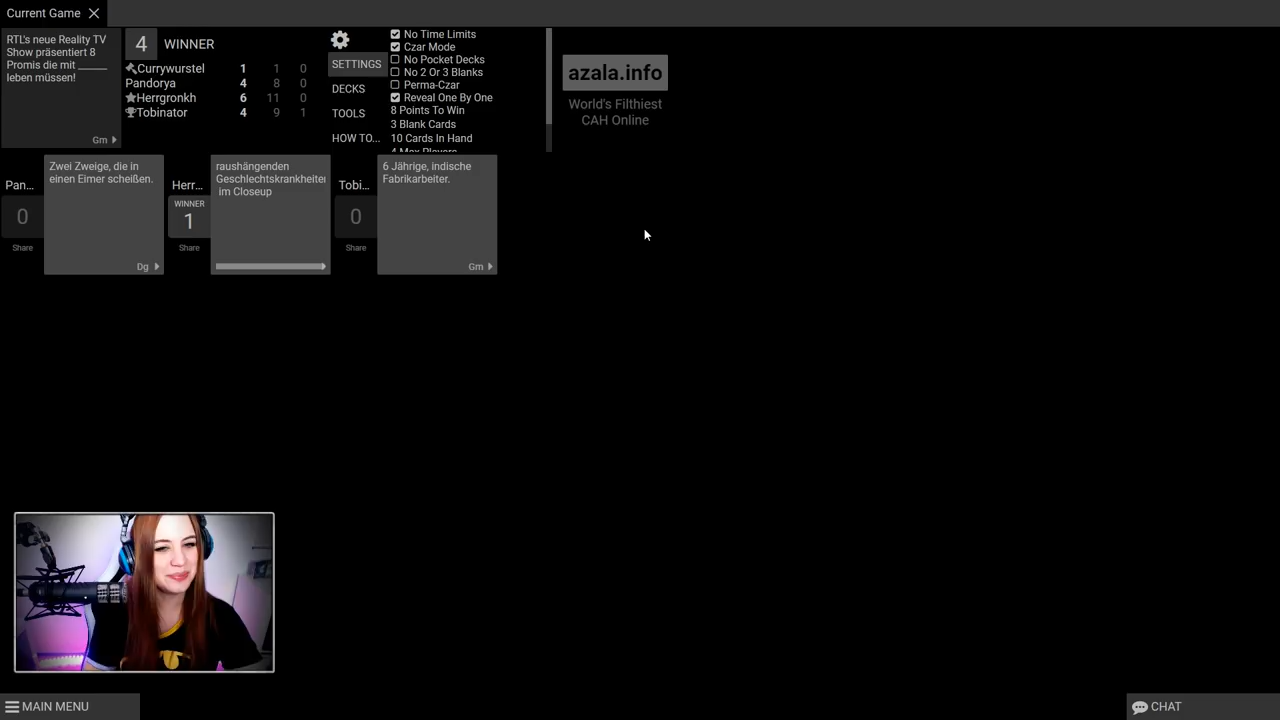 Current Game
RTL's neue Reality TV
Show präsentiert 8
Promis die mit ______
leben müssen!
Gm
4 WINNER
Currywurstel 1 1 0
Pandorya 4 8 0
Herrgronkh 6 11 0
Tobinator 4 9 1
SETTINGS
DECKS
TOOLS
HOW TO...
No Time Limits
Czar Mode
No Pocket Decks
No 2 Or 3 Blanks
Perma-Czar
Reveal One By One
8 Points To Win
3 Blank Cards
10 Cards In Hand
4 Max Players
azala.info
World's Filthiest
CAH Online
Pan...
0
Share
Zwei Zweige, die in
einen Eimer scheißen.
Dg
Herr...
WINNER
1
Share
raushängenden
Geschlechtskrankheiten
im Closeup
Tobi...
0
Share
6 Jährige, indische
Fabrikarbeiter.
Gm
MAIN MENU
CHAT